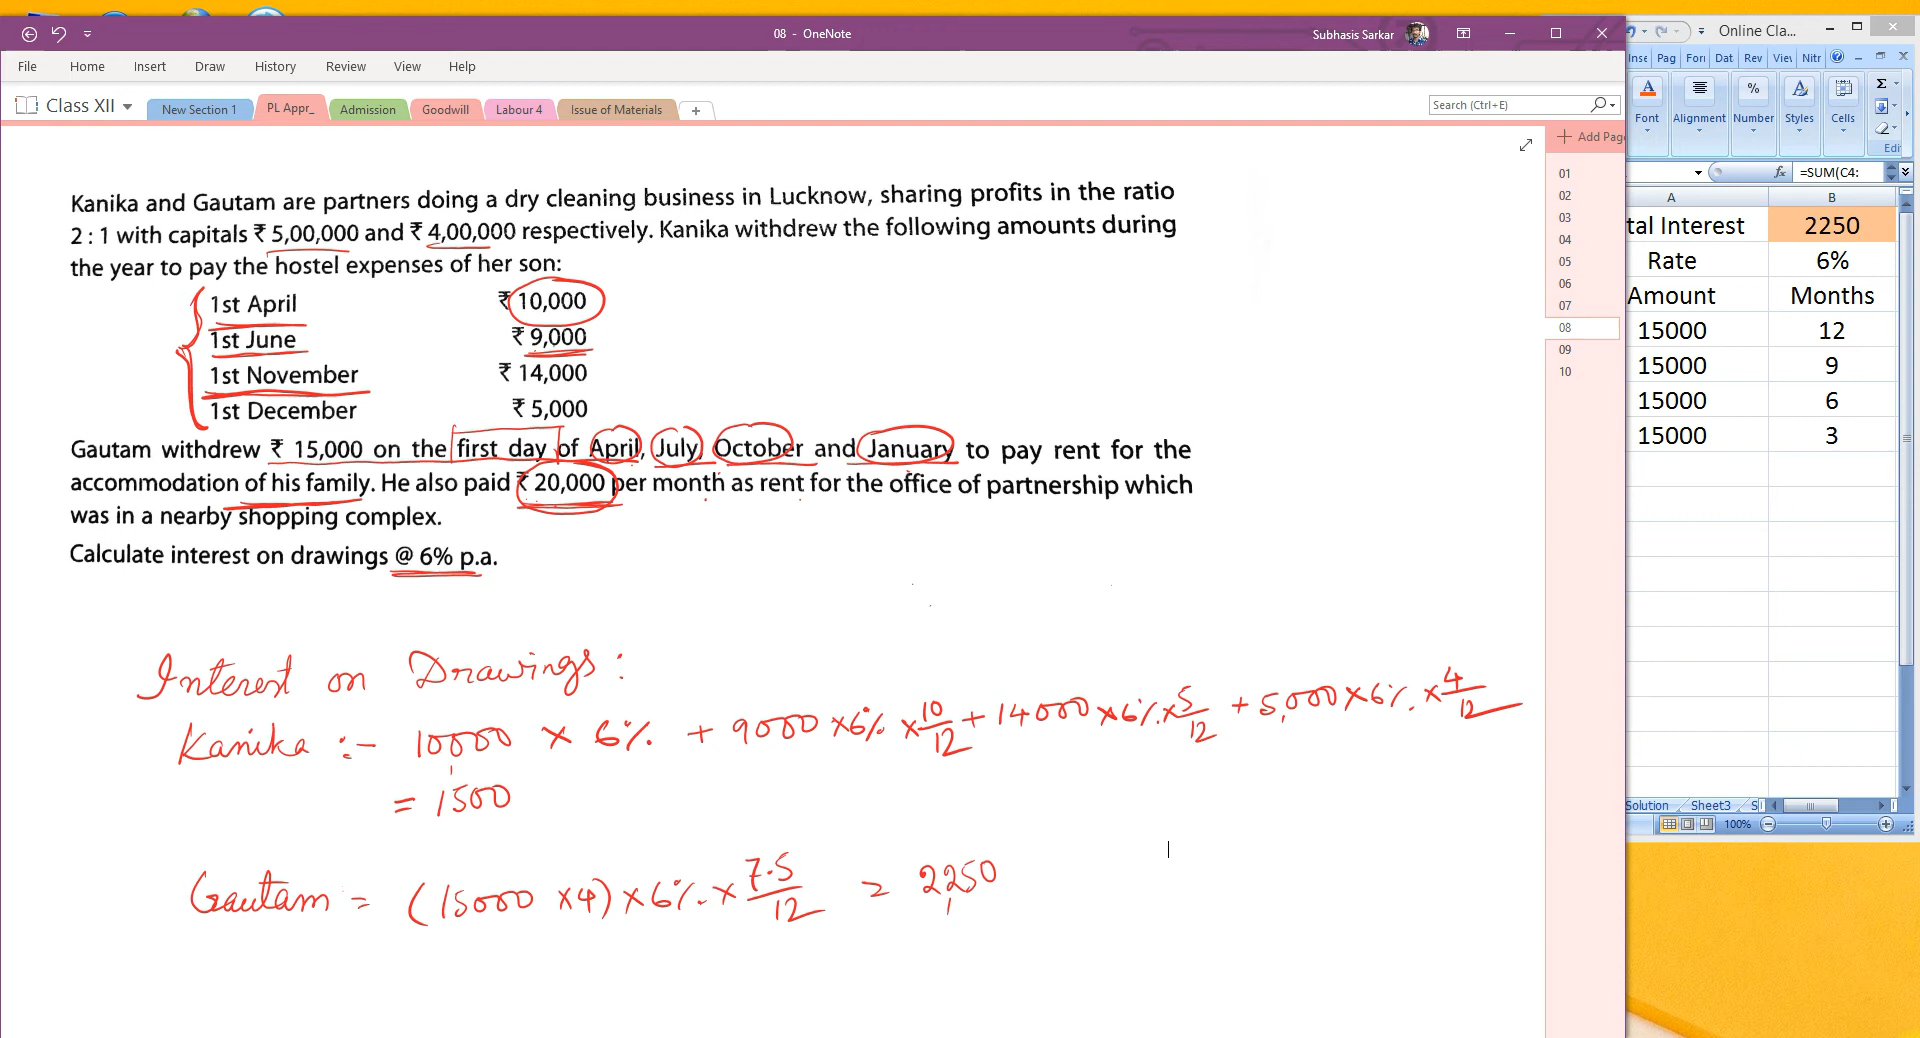 08 - OneNote
Subhasis Sarkar
File Home Insert Draw History Review View Help
Class XII
New Section 1 PL Appr_ Admission Goodwill Labour 4 Issue of Materials
Search (Ctrl+E)
Kanika and Gautam are partners doing a dry cleaning business in Lucknow, sharing profits in the ratio
2 : 1 with capitals ₹ 5,00,000 and ₹ 4,00,000 respectively. Kanika withdrew the following amounts during
the year to pay the hostel expenses of her son:
1st April ₹ 10,000
1st June ₹ 9,000
1st November ₹ 14,000
1st December ₹ 5,000
Gautam withdrew ₹ 15,000 on the first day of April, July, October and January to pay rent for the
accommodation of his family. He also paid ₹ 20,000 per month as rent for the office of partnership which
was in a nearby shopping complex.
Calculate interest on drawings @ 6% p.a.
Interest on Drawings :
Kanika :- 10000 × 6% + 9000 × 6% × 10/12 + 14000 × 6% × 5/12 + 5,000 × 6% × 4/12
= 1500
Gautam = (15000 × 4) × 6% × 7.5/12 = 2250
Add Page
01
02
03
04
05
06
07
08
09
10
Online Cla...
Inse Pag For Dat Rev Viev Nitr
Font Alignment Number Styles Cells
Edi
=SUM(C4:
A B
tal Interest 2250
Rate 6%
Amount Months
15000 12
15000 9
15000 6
15000 3
Solution Sheet3 S
100%